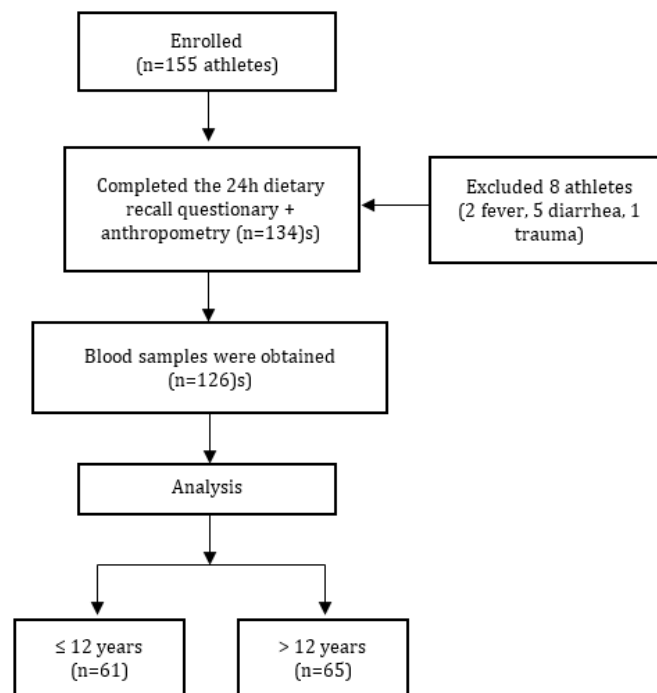 Enrolled
(n=155 athletes)
Completed the 24h dietary
recall questionary +
anthropometry (n=134)s)
Excluded 8 athletes
(2 fever, 5 diarrhea, 1
trauma)
Blood samples were obtained
(n=126)s)
Analysis
≤ 12 years
(n=61)
> 12 years
(n=65)